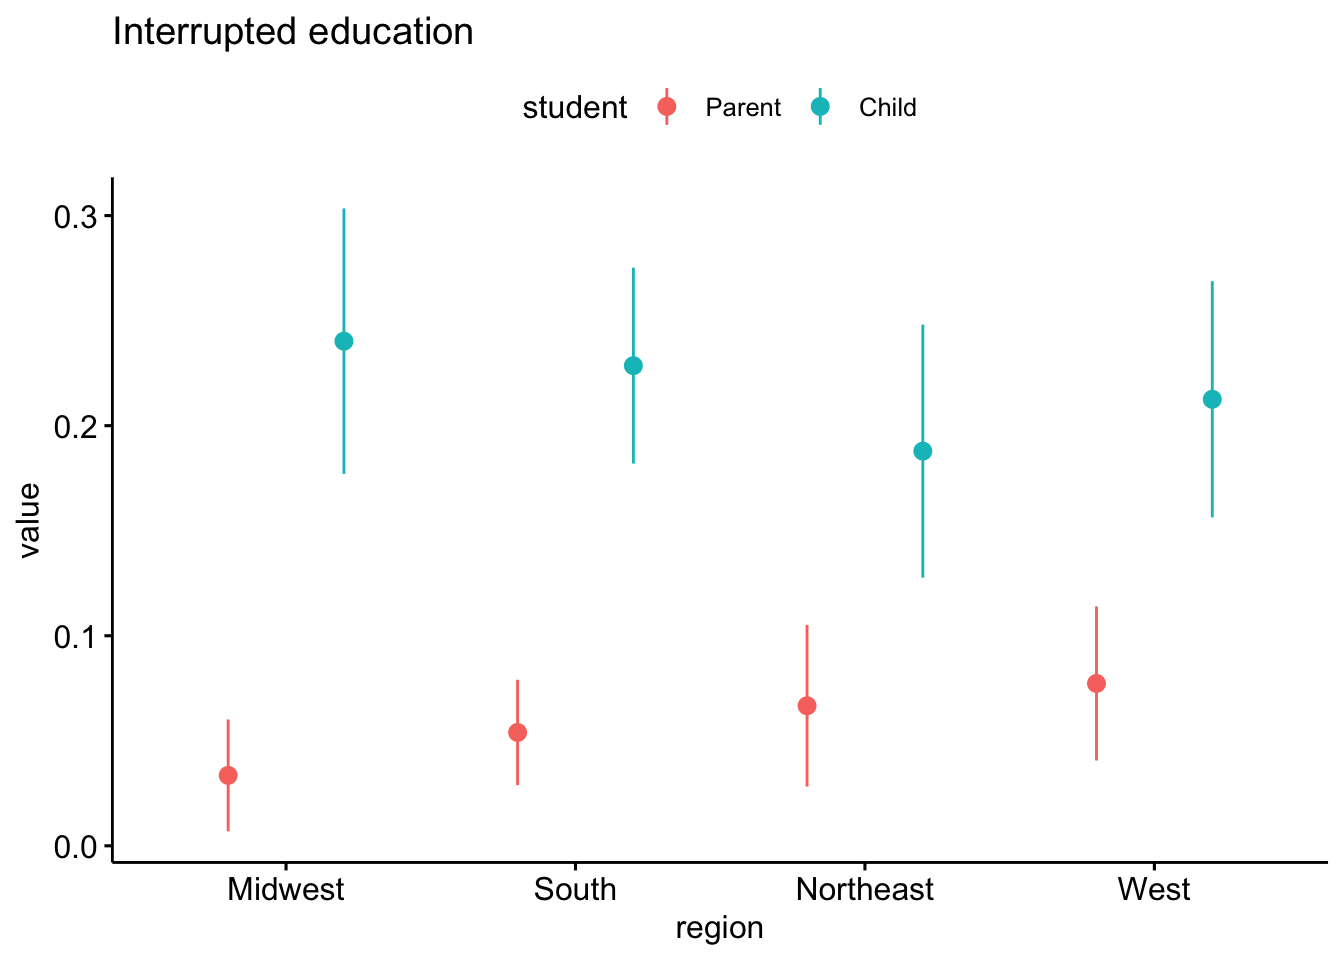 Interrupted education
student Parent Child
0.3
0.2
0.1
0.0
value
Midwest South Northeast West
region